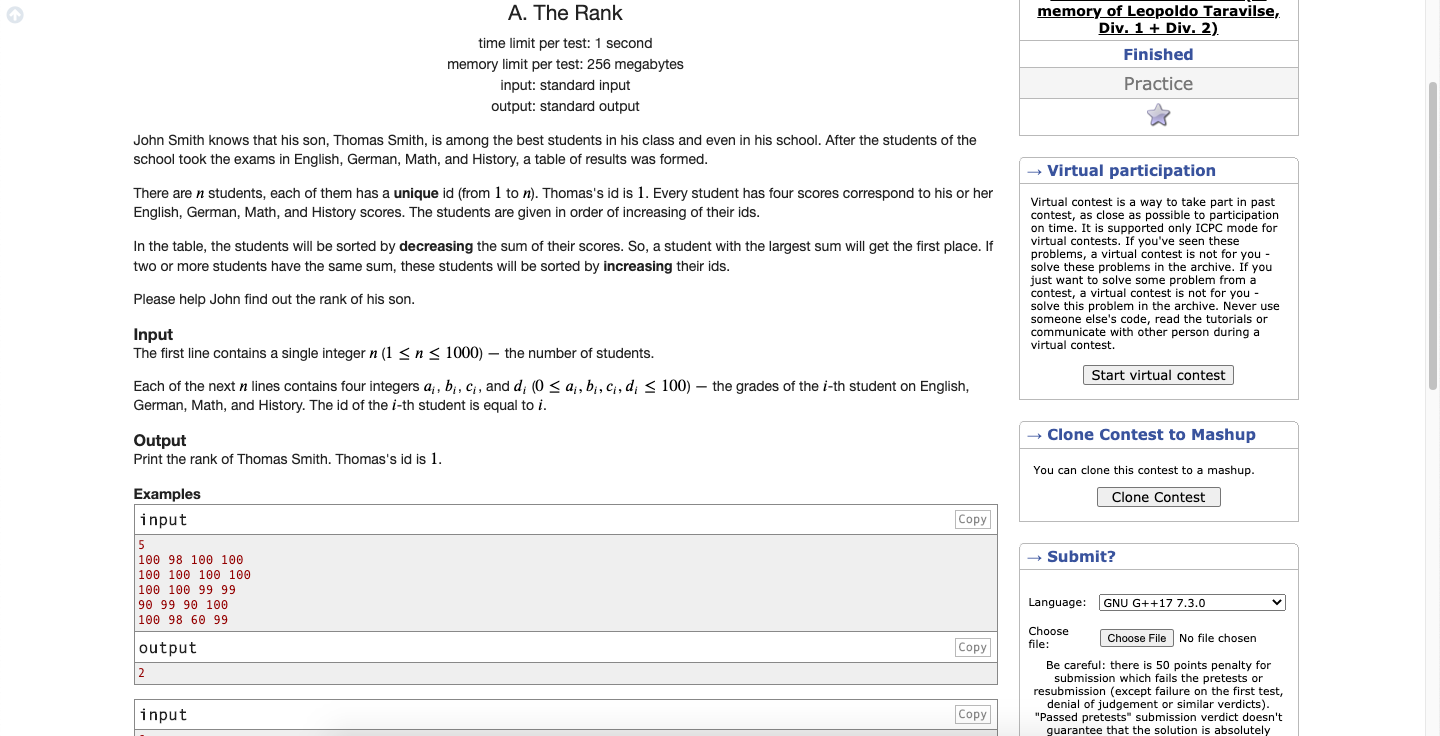 A. The Rank
time limit per test: 1 second
memory limit per test: 256 megabytes
input: standard input
output: standard output
John Smith knows that his son, Thomas Smith, is among the best students in his class and even in his school. After the students of the
school took the exams in English, German, Math, and History, a table of results was formed.
There are n students, each of them has a unique id (from 1 to n). Thomas's id is 1. Every student has four scores correspond to his or her
English, German, Math, and History scores. The students are given in order of increasing of their ids.
In the table, the students will be sorted by decreasing the sum of their scores. So, a student with the largest sum will get the first place. If
two or more students have the same sum, these students will be sorted by increasing their ids.
Please help John find out the rank of his son.
Input
The first line contains a single integer n (1 ≤ n ≤ 1000) — the number of students.
Each of the next n lines contains four integers aᵢ, bᵢ, cᵢ, and dᵢ (0 ≤ aᵢ, bᵢ, cᵢ, dᵢ ≤ 100) — the grades of the i-th student on English,
German, Math, and History. The id of the i-th student is equal to i.
Output
Print the rank of Thomas Smith. Thomas's id is 1.
Examples
input
Copy
5
100 98 100 100
100 100 100 100
100 100 99 99
90 99 90 100
100 98 60 99
output
Copy
2
input
Copy
memory of Leopoldo Taravilse,
Div. 1 + Div. 2)
Finished
Practice
→ Virtual participation
Virtual contest is a way to take part in past
contest, as close as possible to participation
on time. It is supported only ICPC mode for
virtual contests. If you've seen these
problems, a virtual contest is not for you -
solve these problems in the archive. If you
just want to solve some problem from a
contest, a virtual contest is not for you -
solve this problem in the archive. Never use
someone else's code, read the tutorials or
communicate with other person during a
virtual contest.
Start virtual contest
→ Clone Contest to Mashup
You can clone this contest to a mashup.
Clone Contest
→ Submit?
Language: GNU G++17 7.3.0
Choose
file:
Choose File No file chosen
Be careful: there is 50 points penalty for
submission which fails the pretests or
resubmission (except failure on the first test,
denial of judgement or similar verdicts).
"Passed pretests" submission verdict doesn't
guarantee that the solution is absolutely